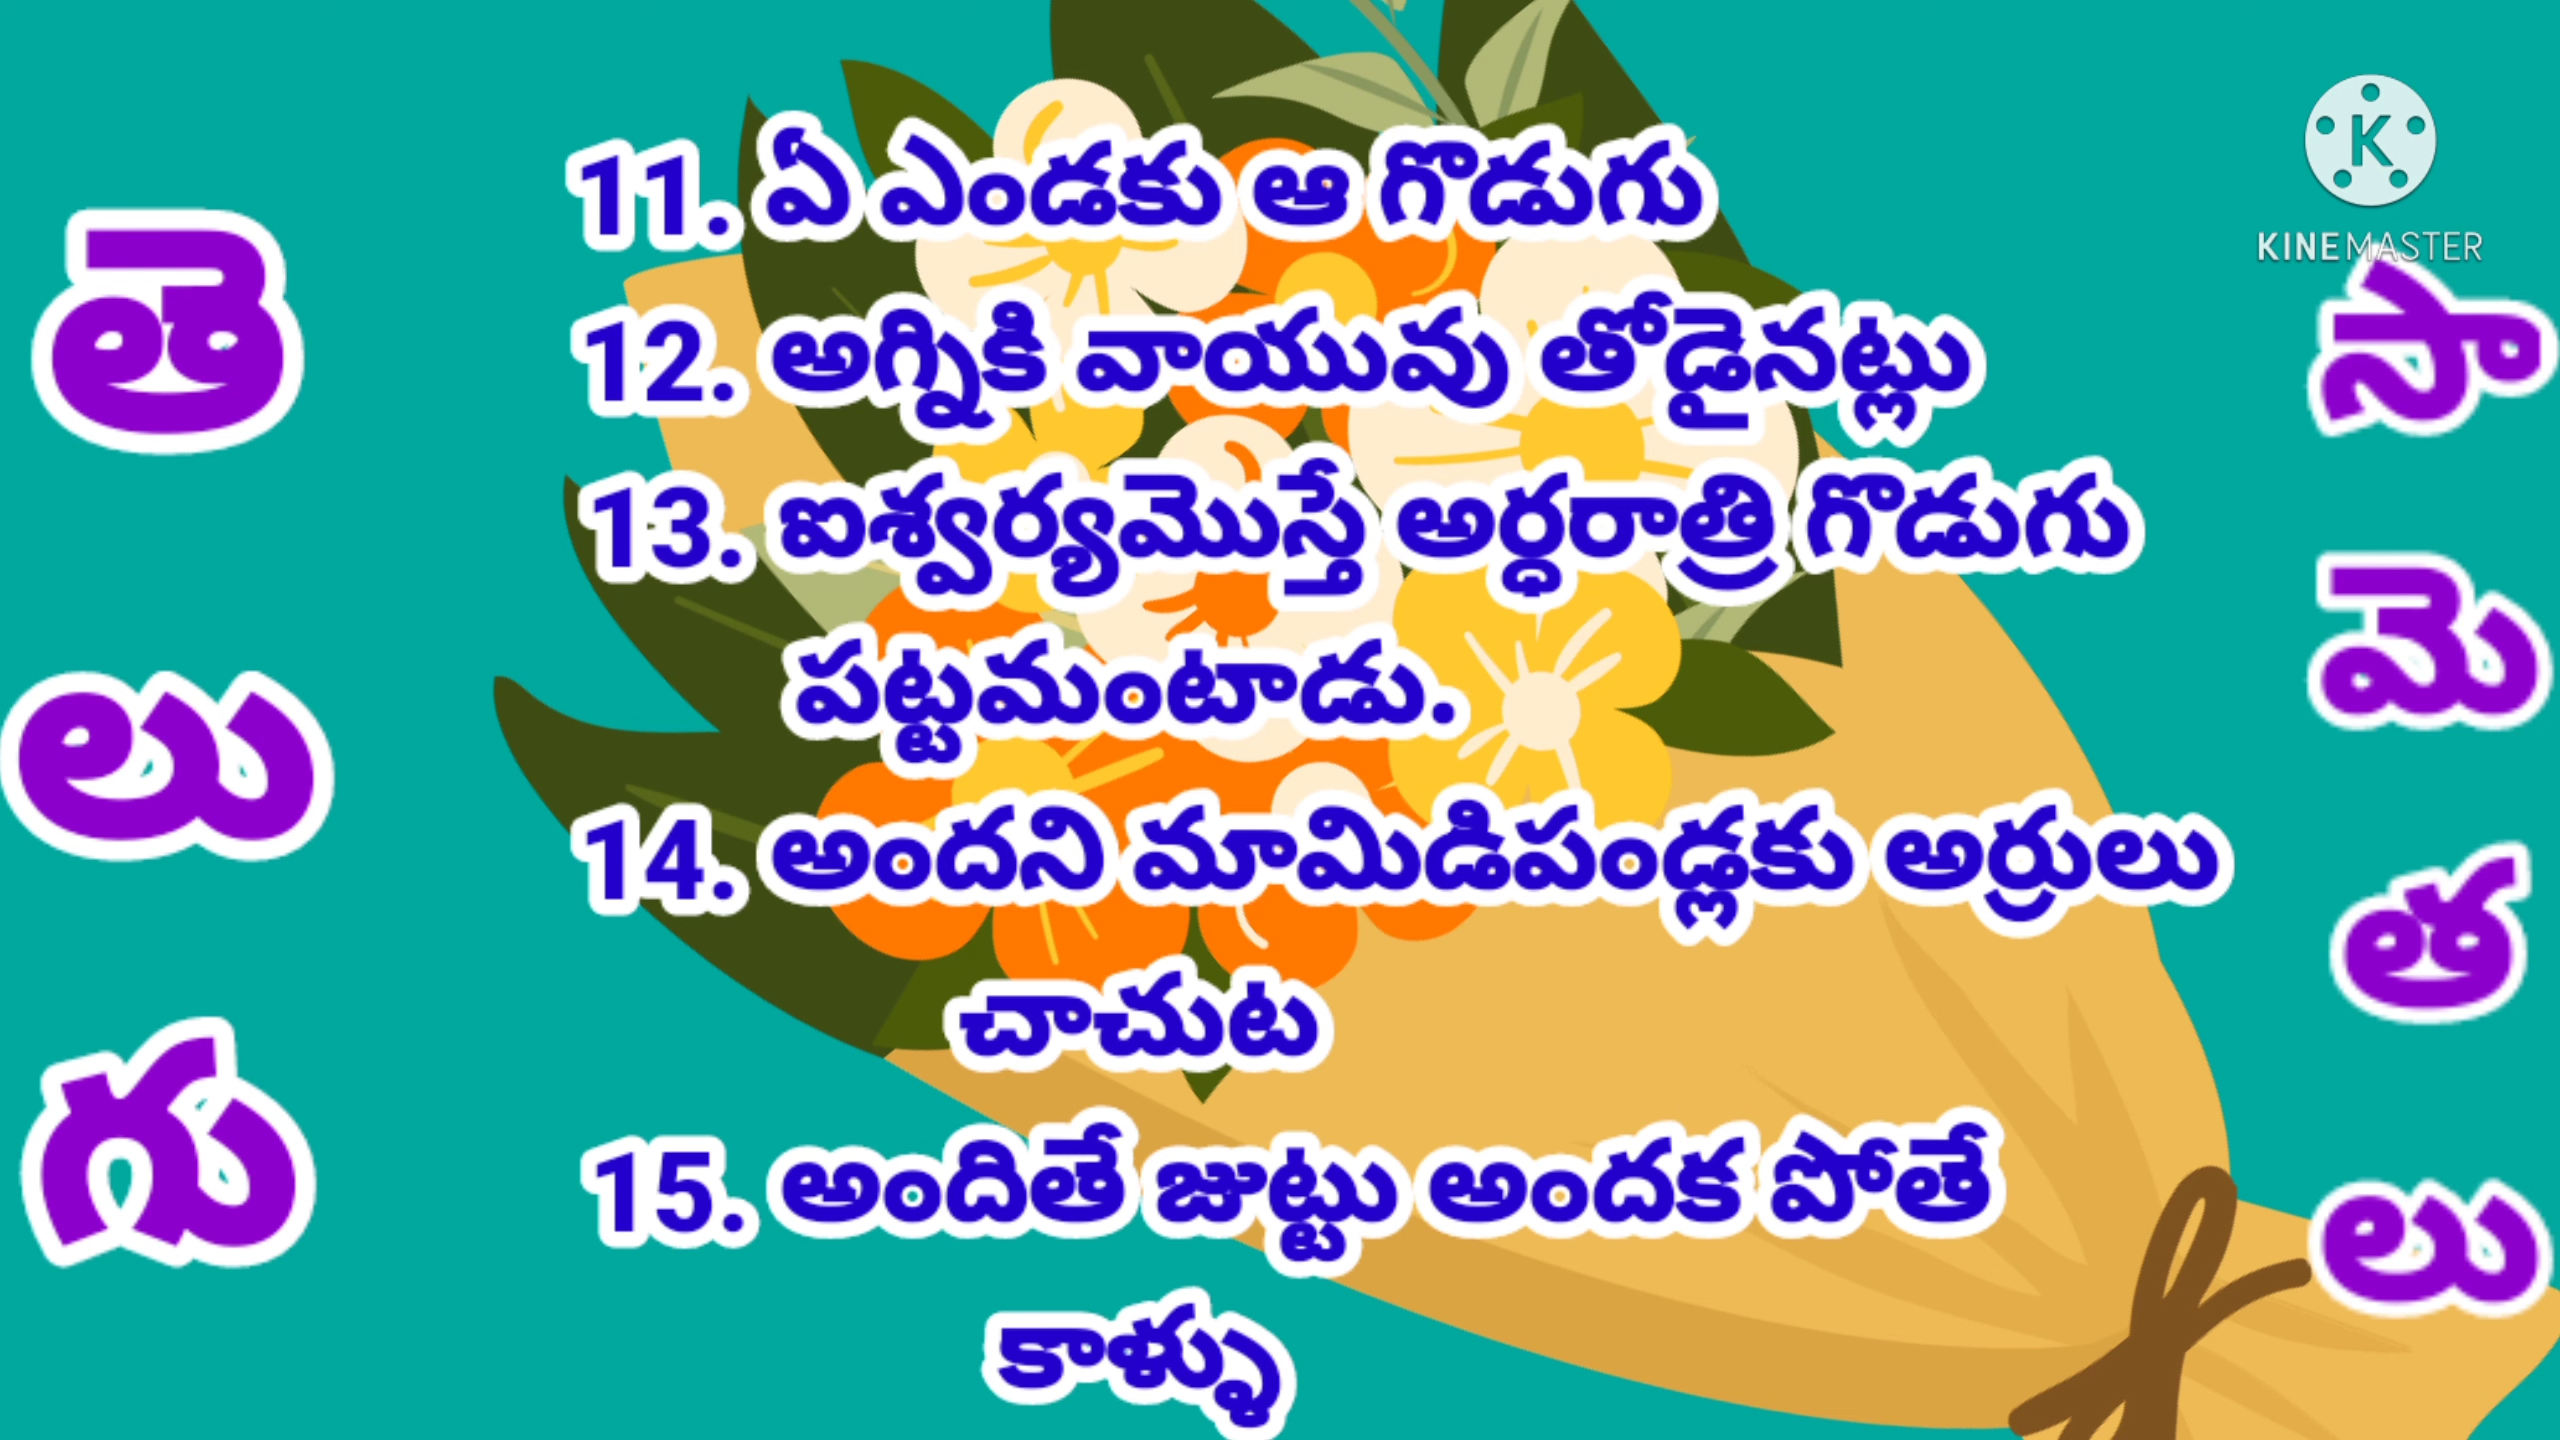 తె
లు
గు
11. ఏ ఎండకు ఆ గొడుగు
12. అగ్నికి వాయువు తోడైనట్లు
13. ఐశ్వర్యమొస్తే అర్ధరాత్రి గొడుగు
పట్టమంటాడు.
14. అందని మామిడిపండ్లకు అర్రులు
చాచుట
15. అందితే జుట్టు అందక పోతే
కాళ్ళు
సా
మె
త
లు
K
KINEMASTER